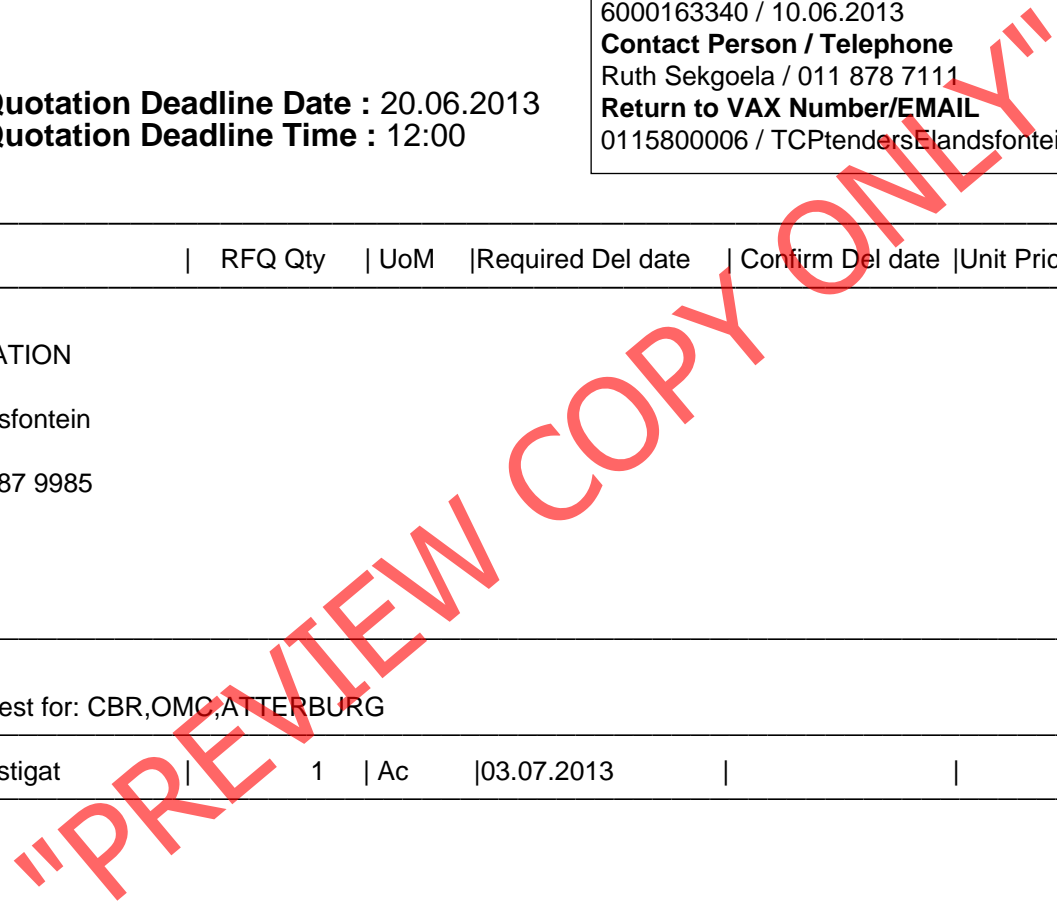 6000163340 / 10.06.2013
Contact Person / Telephone
Ruth Sekgoela / 011 878 7111
Return to VAX Number/EMAIL
0115800006 / TCPtendersElandsfontei
Quotation Deadline Date : 20.06.2013
Quotation Deadline Time : 12:00
| RFQ Qty | UoM |Required Del date | Confirm Del date |Unit Pric
ATION
sfontein
87 9985
est for: CBR,OMC,ATTERBURG
stigat | 1 | Ac |03.07.2013 | |
"PREVIEW COPY ONLY"